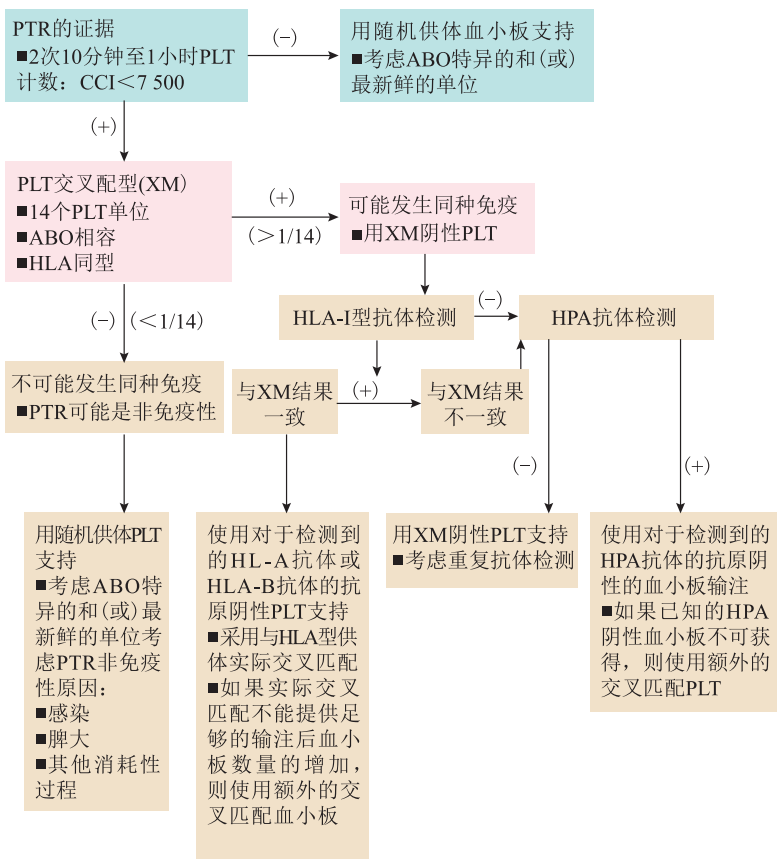 PTR的证据
■2次10分钟至1小时PLT
计数：CCI＜7 500
(−)
用随机供体血小板支持
■考虑ABO特异的和(或)
最新鲜的单位
(+)
PLT交叉配型(XM)
■14个PLT单位
■ABO相容
■HLA同型
(+)
(＞1/14)
可能发生同种免疫
■用XM阴性PLT
(−)
(＜1/14)
HLA-I型抗体检测
(−)
HPA抗体检测
不可能发生同种免疫
■PTR可能是非免疫性
与XM结果
一致
(+)
与XM结果
不一致
(−)
(+)
用随机供体PLT
支持
■考虑ABO特
异的和(或)最
新鲜的单位考
虑PTR非免疫
性原因：
■感染
■脾大
■其他消耗性
过程
使用对于检测到
的HL-A抗体或
HLA-B抗体的抗
原阴性PLT支持
■采用与HLA型供
体实际交叉匹配
■如果实际交叉
匹配不能提供足
够的输注后血小
板数量的增加，
则使用额外的交
叉匹配血小板
用XM阴性PLT支持
■考虑重复抗体检测
使用对于检测到的
HPA抗体的抗原阴
性的血小板输注
■如果已知的HPA
阴性血小板不可获
得，则使用额外的
交叉匹配PLT